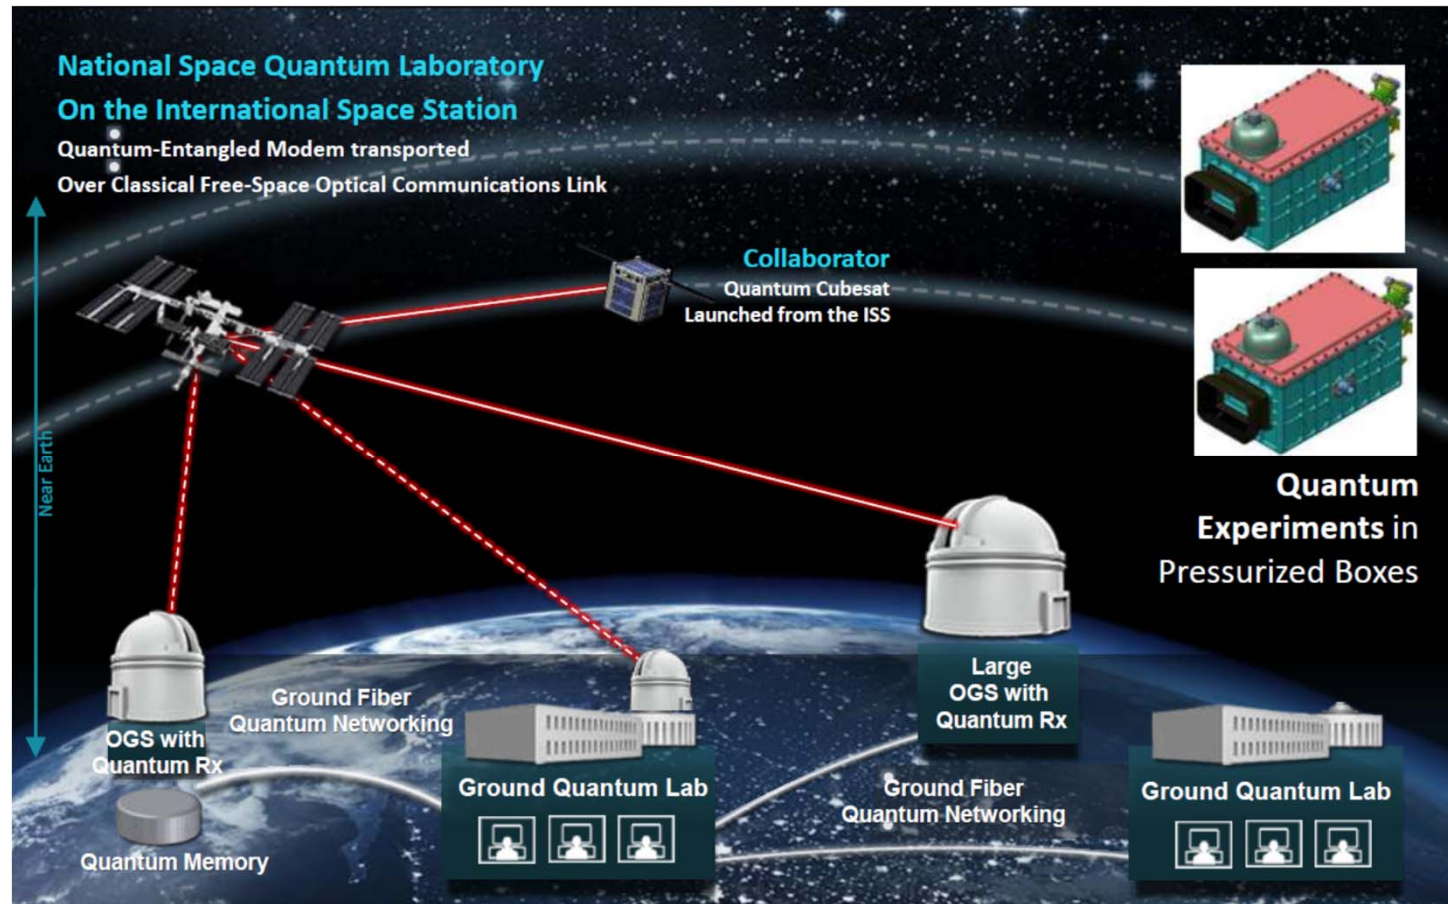 National Space Quantum Laboratory
On the International Space Station
Quantum-Entangled Modem transported
Over Classical Free-Space Optical Communications Link
Collaborator
Quantum Cubesat
Launched from the ISS
Near Earth
Quantum
Experiments in
Pressurized Boxes
Large
OGS with
Quantum Rx
Ground Fiber
Quantum Networking
OGS with
Quantum Rx
Ground Quantum Lab
Ground Fiber
Quantum Networking
Ground Quantum Lab
Quantum Memory